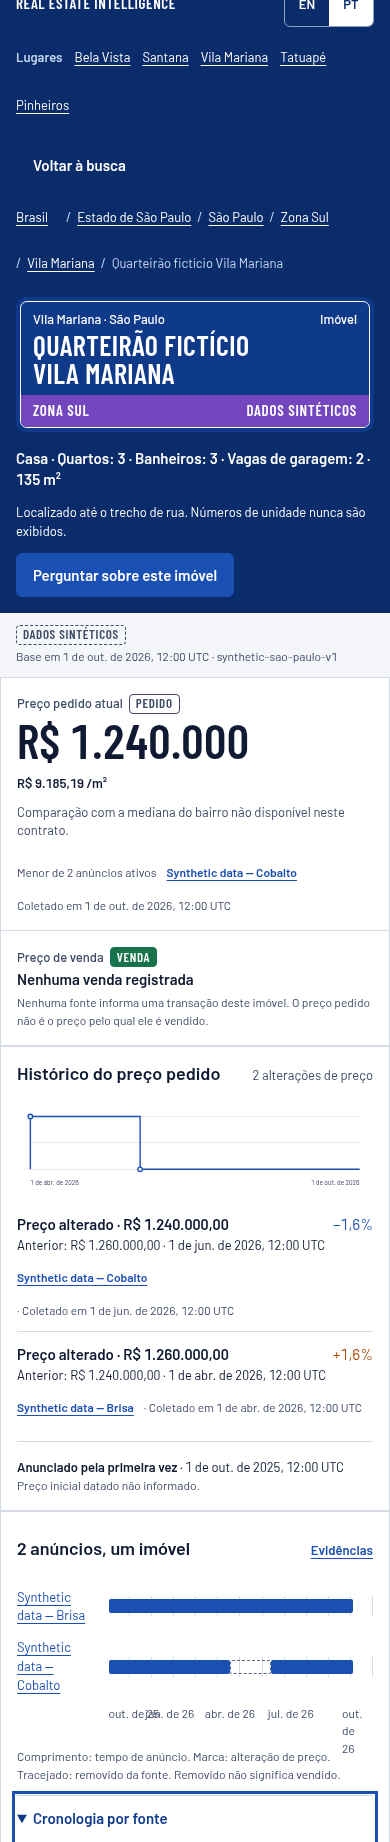 REAL ESTATE INTELLIGENCE
EN PT
Lugares Bela Vista Santana Vila Mariana Tatuapé
Pinheiros
Voltar à busca
Brasil / Estado de São Paulo / São Paulo / Zona Sul
/ Vila Mariana / Quarteirão fictício Vila Mariana
Vila Mariana · São Paulo Imóvel
QUARTEIRÃO FICTÍCIO
VILA MARIANA
ZONA SUL DADOS SINTÉTICOS
Casa · Quartos: 3 · Banheiros: 3 · Vagas de garagem: 2 ·
135 m²
Localizado até o trecho de rua. Números de unidade nunca são
exibidos.
Perguntar sobre este imóvel
DADOS SINTÉTICOS
Base em 1 de out. de 2026, 12:00 UTC · synthetic-sao-paulo-v1
Preço pedido atual PEDIDO
R$ 1.240.000
R$ 9.185,19 /m²
Comparação com a mediana do bairro não disponível neste
contrato.
Menor de 2 anúncios ativos Synthetic data — Cobalto
Coletado em 1 de out. de 2026, 12:00 UTC
Preço de venda VENDA
Nenhuma venda registrada
Nenhuma fonte informa uma transação deste imóvel. O preço pedido
não é o preço pelo qual ele é vendido.
Histórico do preço pedido 2 alterações de preço
1 de abr. de 2026 1 de out. de 2026
Preço alterado · R$ 1.240.000,00 −1,6%
Anterior: R$ 1.260.000,00 · 1 de jun. de 2026, 12:00 UTC
Synthetic data — Cobalto
· Coletado em 1 de jun. de 2026, 12:00 UTC
Preço alterado · R$ 1.260.000,00 +1,6%
Anterior: R$ 1.240.000,00 · 1 de abr. de 2026, 12:00 UTC
Synthetic data — Brisa · Coletado em 1 de abr. de 2026, 12:00 UTC
Anunciado pela primeira vez · 1 de out. de 2025, 12:00 UTC
Preço inicial datado não informado.
2 anúncios, um imóvel Evidências
Synthetic
data — Brisa
Synthetic
data —
Cobalto
out. de 25 jan. de 26 abr. de 26 jul. de 26 out.
de
26
Comprimento: tempo de anúncio. Marca: alteração de preço.
Tracejado: removido da fonte. Removido não significa vendido.
▼ Cronologia por fonte